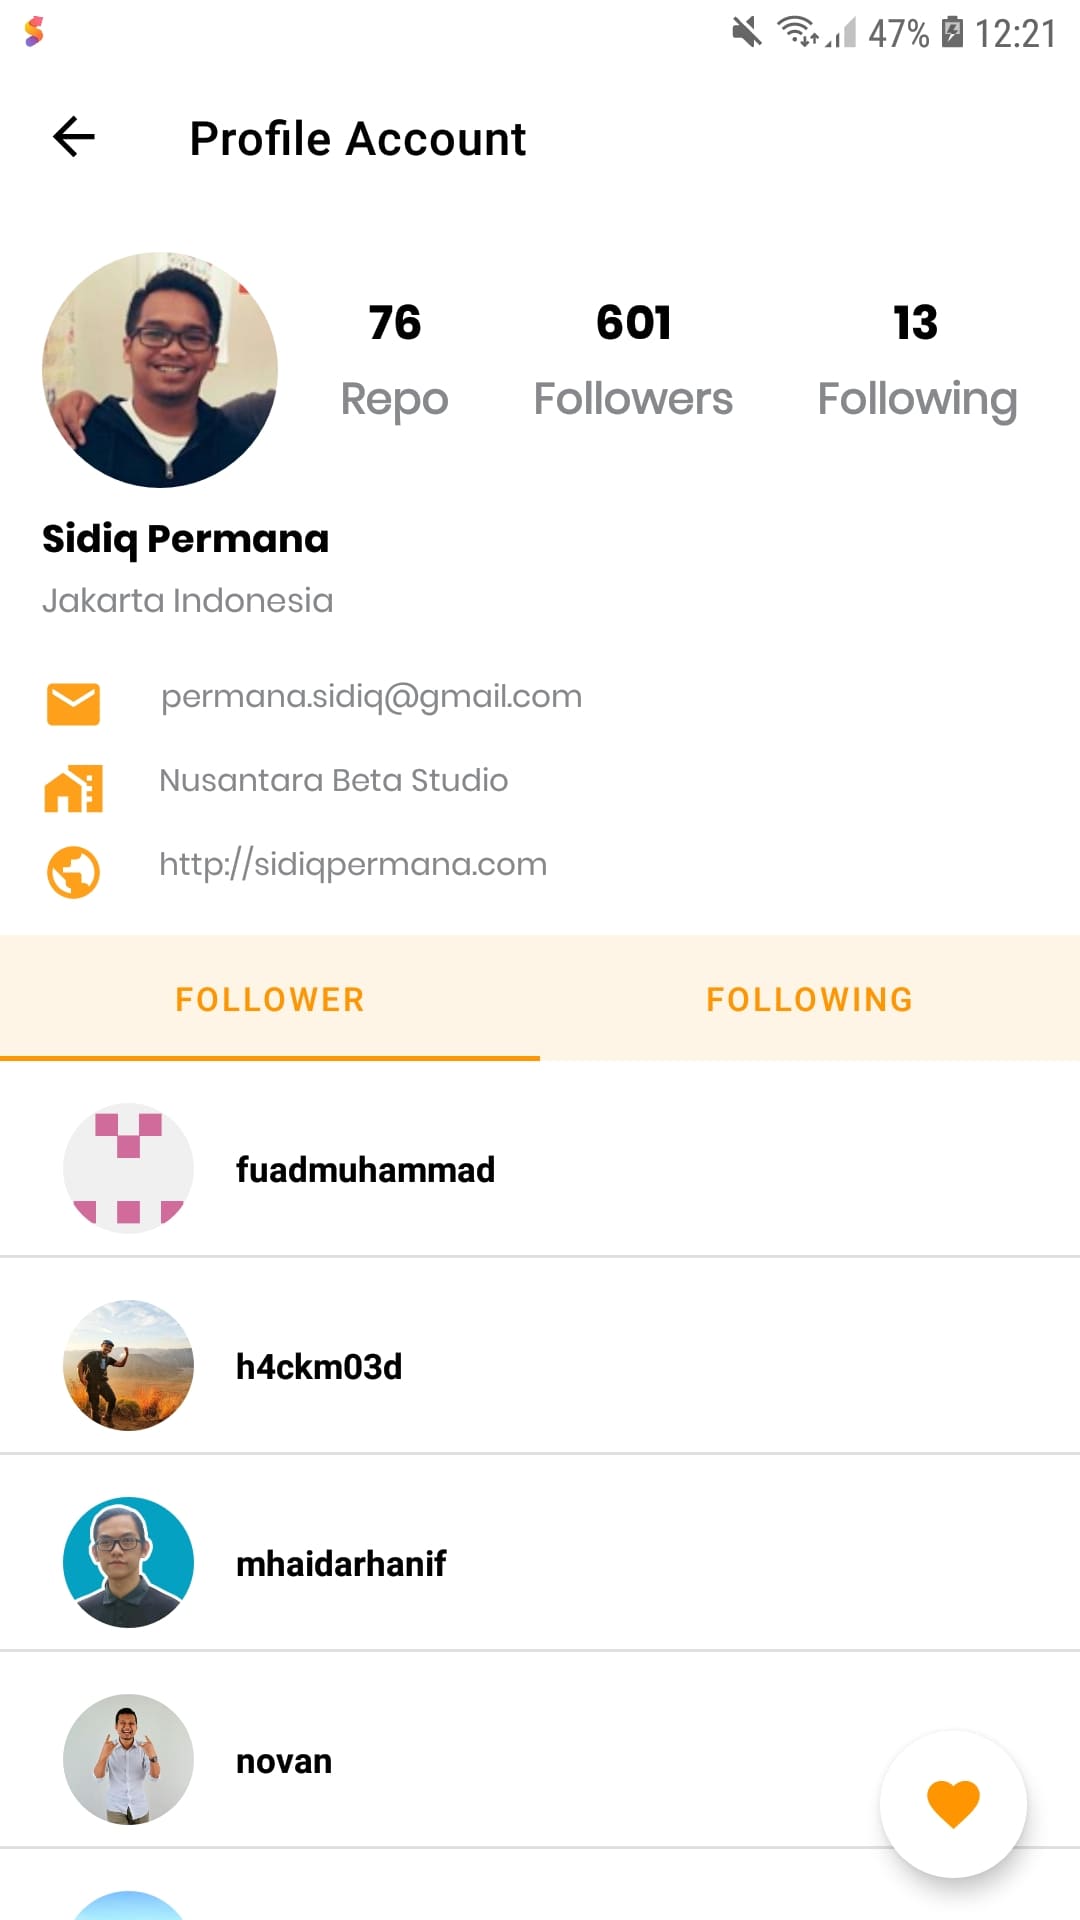 47% 12:21
Profile Account
76 601 13
Repo Followers Following
Sidiq Permana
Jakarta Indonesia
permana.sidiq@gmail.com
Nusantara Beta Studio
http://sidiqpermana.com
FOLLOWER FOLLOWING
fuadmuhammad
h4ckm03d
mhaidarhanif
novan